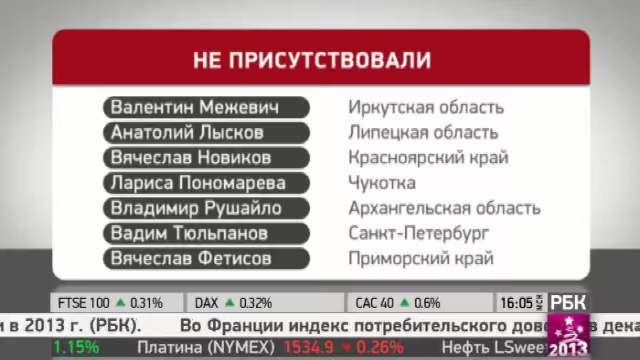 НЕ ПРИСУТСТВОВАЛИ
Валентин Межевич Иркутская область
Анатолий Лысков Липецкая область
Вячеслав Новиков Красноярский край
Лариса Пономарева Чукотка
Владимир Рушайло Архангельская область
Вадим Тюльпанов Санкт-Петербург
Вячеслав Фетисов Приморский край
FTSE 100 ▲ 0.31% DAX ▲ 0.32% CAC 40 ▲ 0.6% 16:05 МСК РБК
и в 2013 г. (РБК). Во Франции индекс потребительского дов в дека
1.15% Платина (NYMEX) 1534.9 ▼ 0.26% Нефть LSweet 2013